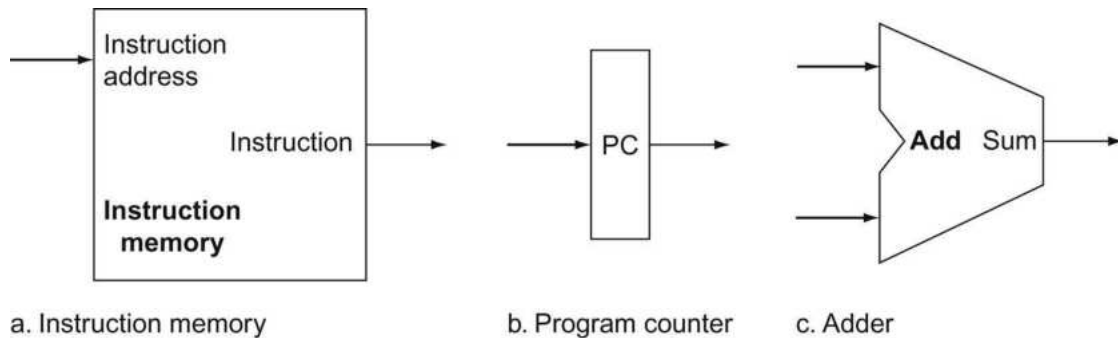 Instruction
address
Instruction
Instruction
memory
PC
Add Sum
a. Instruction memory
b. Program counter
c. Adder